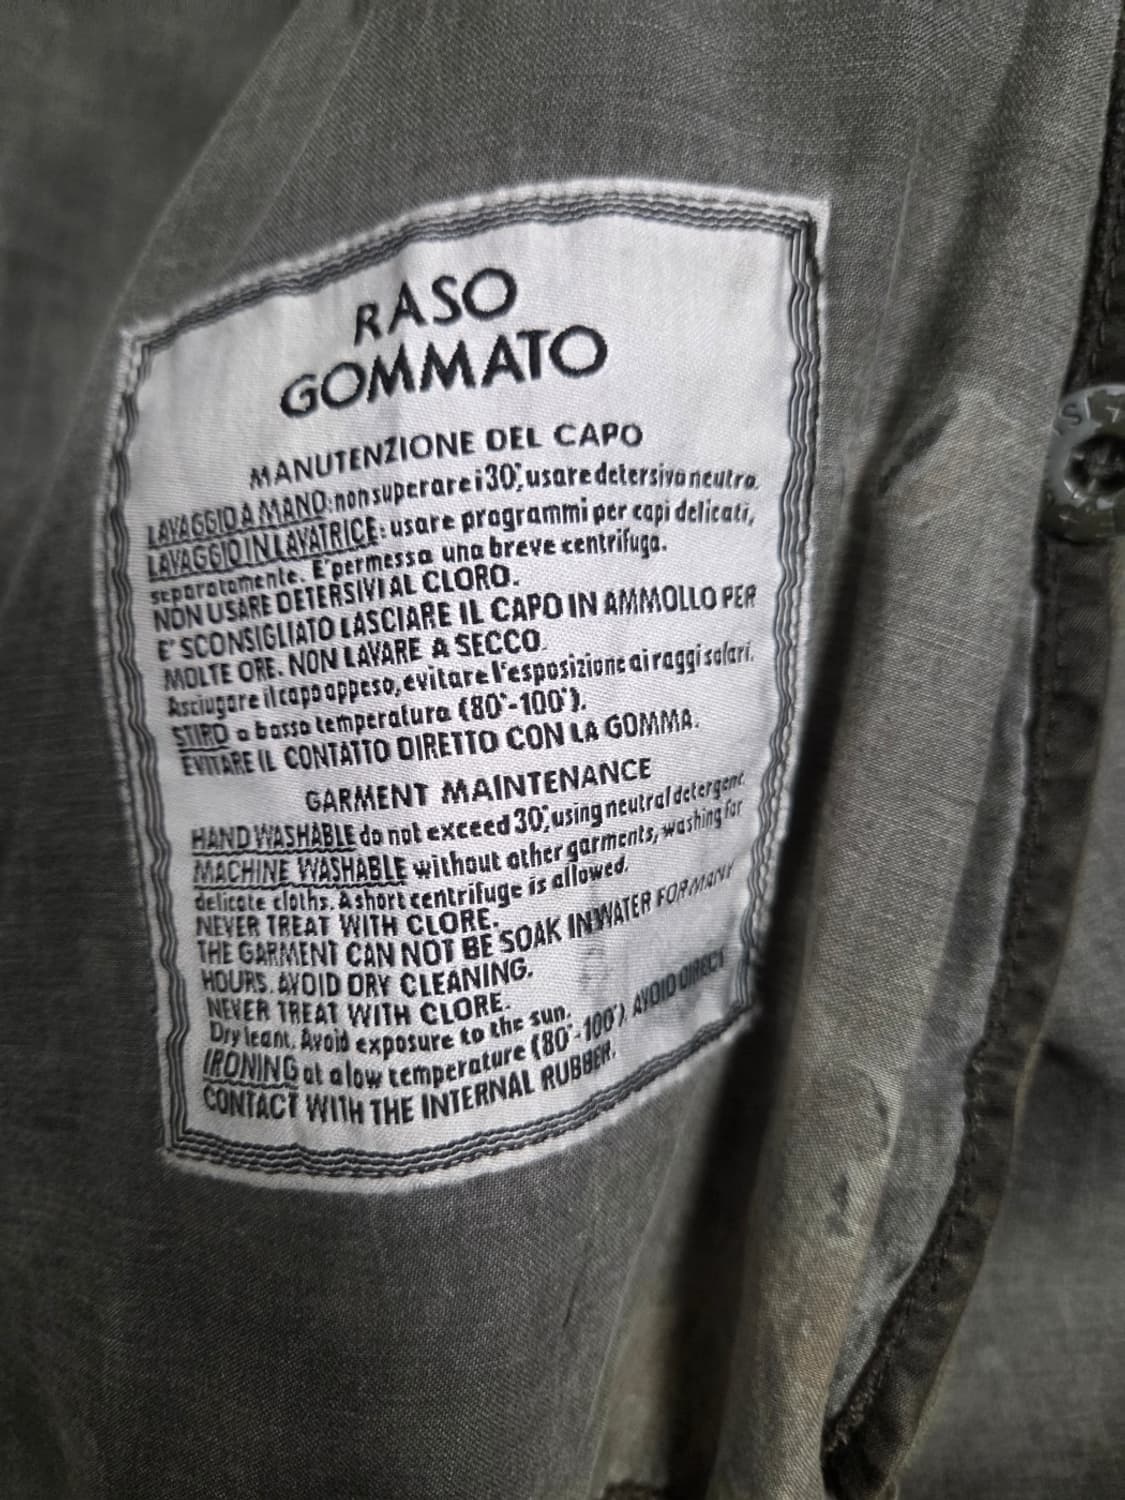 RASO
GOMMATO
MANUTENZIONE DEL CAPO
LAVAGGIO A MANO: non superare i 30°, usare detersivo neutro.
LAVAGGIO IN LAVATRICE: usare programmi per capi delicati,
separatamente. E' permessa una breve centrifuga.
NON USARE DETERSIVI AL CLORO.
E' SCONSIGLIATO LASCIARE IL CAPO IN AMMOLLO PER
MOLTE ORE. NON LAVARE A SECCO.
Asciugare il capo appeso, evitare l'esposizione ai raggi solari.
STIRO a bassa temperatura (80°-100°).
EVITARE IL CONTATTO DIRETTO CON LA GOMMA.
GARMENT MAINTENANCE
HAND WASHABLE do not exceed 30°, using neutral detergent.
MACHINE WASHABLE without other garments, washing for
delicate cloths. A short centrifuge is allowed.
NEVER TREAT WITH CLORE.
THE GARMENT CAN NOT BE SOAK IN WATER FOR MANY
HOURS. AVOID DRY CLEANING.
NEVER TREAT WITH CLORE.
Dry leant. Avoid exposure to the sun.
IRONING at a low temperature (80°-100°). AVOID DIRECT
CONTACT WITH THE INTERNAL RUBBER.